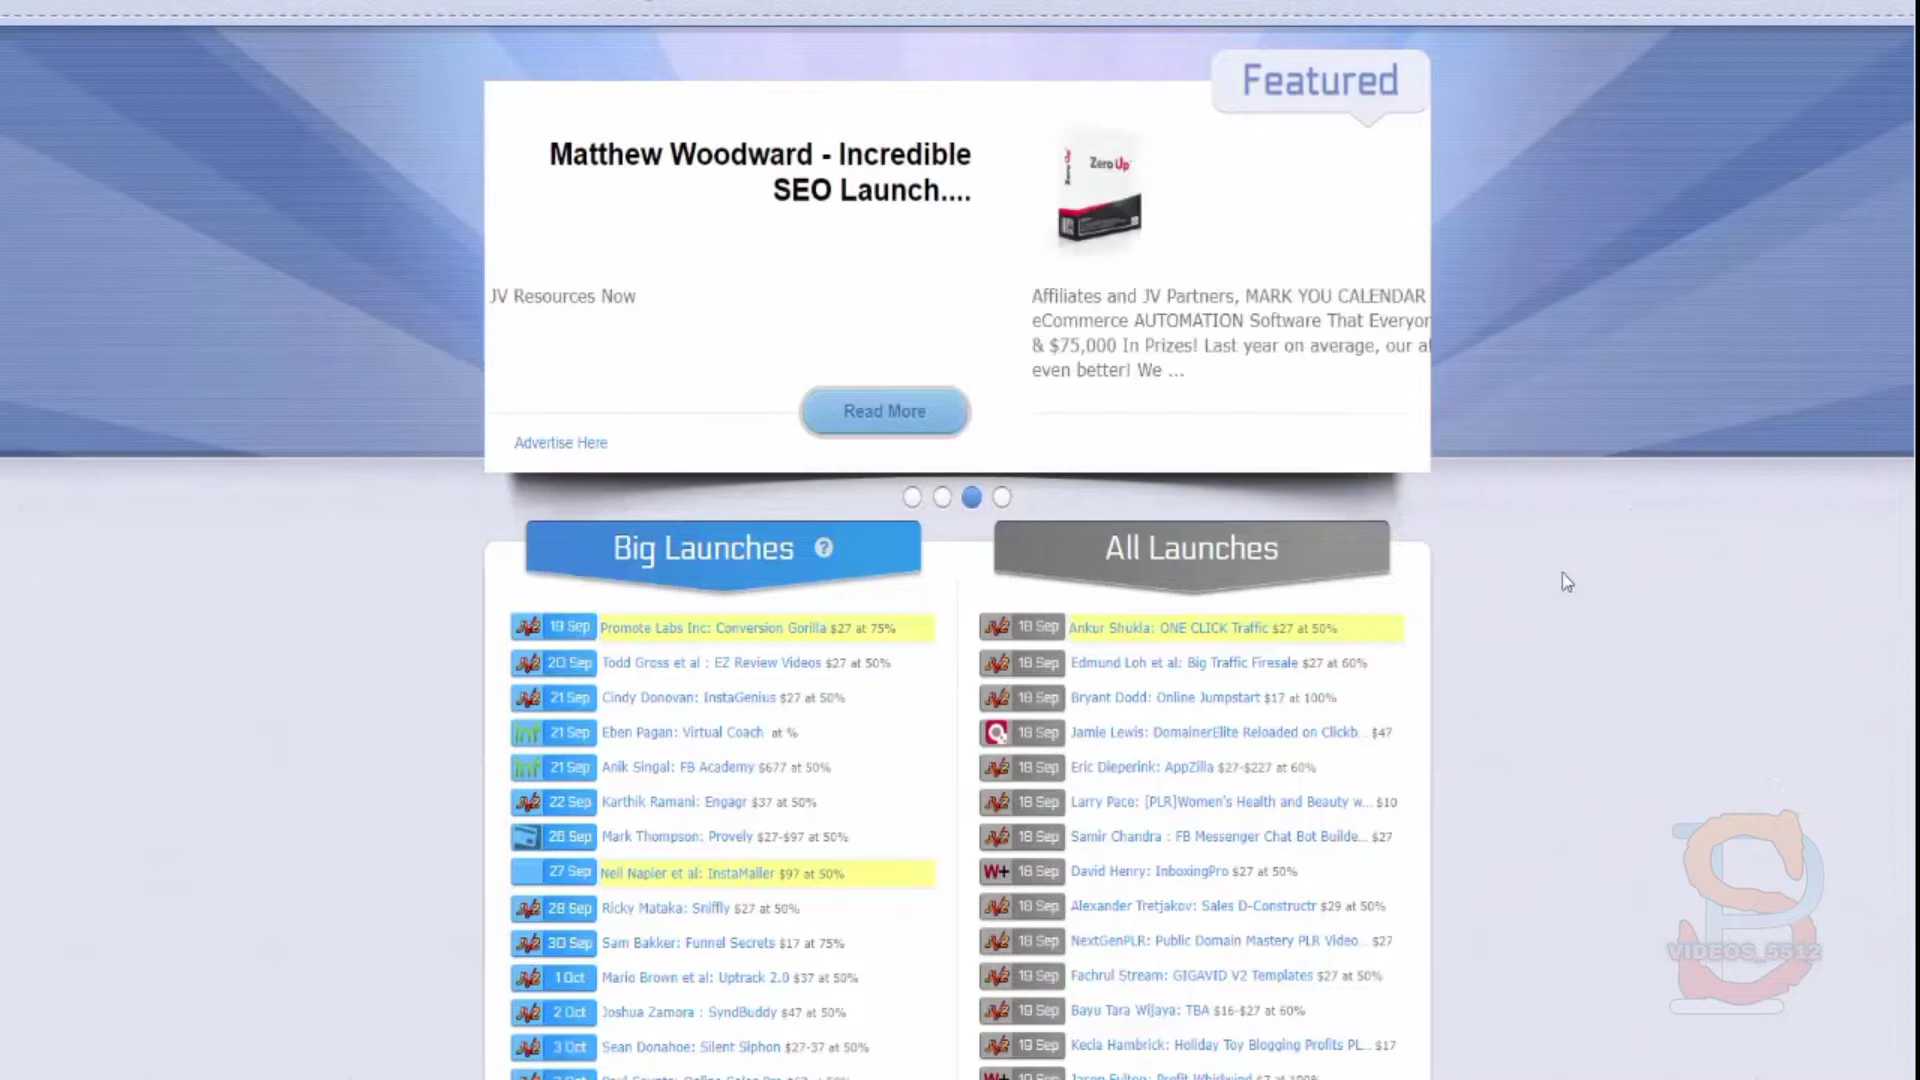 Featured
Matthew Woodward - Incredible
SEO Launch....
Zero Up
JV Resources Now
Affiliates and JV Partners, MARK YOU CALENDAR
eCommerce AUTOMATION Software That Everyor
& $75,000 In Prizes! Last year on average, our af
even better! We ...
Read More
Advertise Here
Big Launches ?
All Launches
19 Sep Promote Labs Inc: Conversion Gorilla $27 at 75%
20 Sep Todd Gross et al : EZ Review Videos $27 at 50%
21 Sep Cindy Donovan: InstaGenius $27 at 50%
21 Sep Eben Pagan: Virtual Coach at %
21 Sep Anik Singal: FB Academy $677 at 50%
22 Sep Karthik Ramani: Engagr $37 at 50%
26 Sep Mark Thompson: Provely $27-$97 at 50%
27 Sep Neil Napier et al: InstaMailer $97 at 50%
28 Sep Ricky Mataka: Sniffly $27 at 50%
30 Sep Sam Bakker: Funnel Secrets $17 at 75%
1 Oct Mario Brown et al: Uptrack 2.0 $37 at 50%
2 Oct Joshua Zamora : SyndBuddy $47 at 50%
3 Oct Sean Donahoe: Silent Siphon $27-37 at 50%
18 Sep Ankur Shukla: ONE CLICK Traffic $27 at 50%
18 Sep Edmund Loh et al: Big Traffic Firesale $27 at 60%
18 Sep Bryant Dodd: Online Jumpstart $17 at 100%
18 Sep Jamie Lewis: DomainerElite Reloaded on Clickb... $47
18 Sep Eric Dieperink: AppZilla $27-$227 at 60%
18 Sep Larry Pace: [PLR]Women's Health and Beauty w... $10
18 Sep Samir Chandra : FB Messenger Chat Bot Builde... $27
W+ 18 Sep David Henry: InboxingPro $27 at 50%
18 Sep Alexander Tretjakov: Sales D-Constructr $29 at 50%
18 Sep NextGenPLR: Public Domain Mastery PLR Video... $27
19 Sep Fachrul Stream: GIGAVID V2 Templates $27 at 50%
19 Sep Bayu Tara Wijaya: TBA $16-$27 at 60%
19 Sep Kecia Hambrick: Holiday Toy Blogging Profits PL... $17
VIDEOS_5512